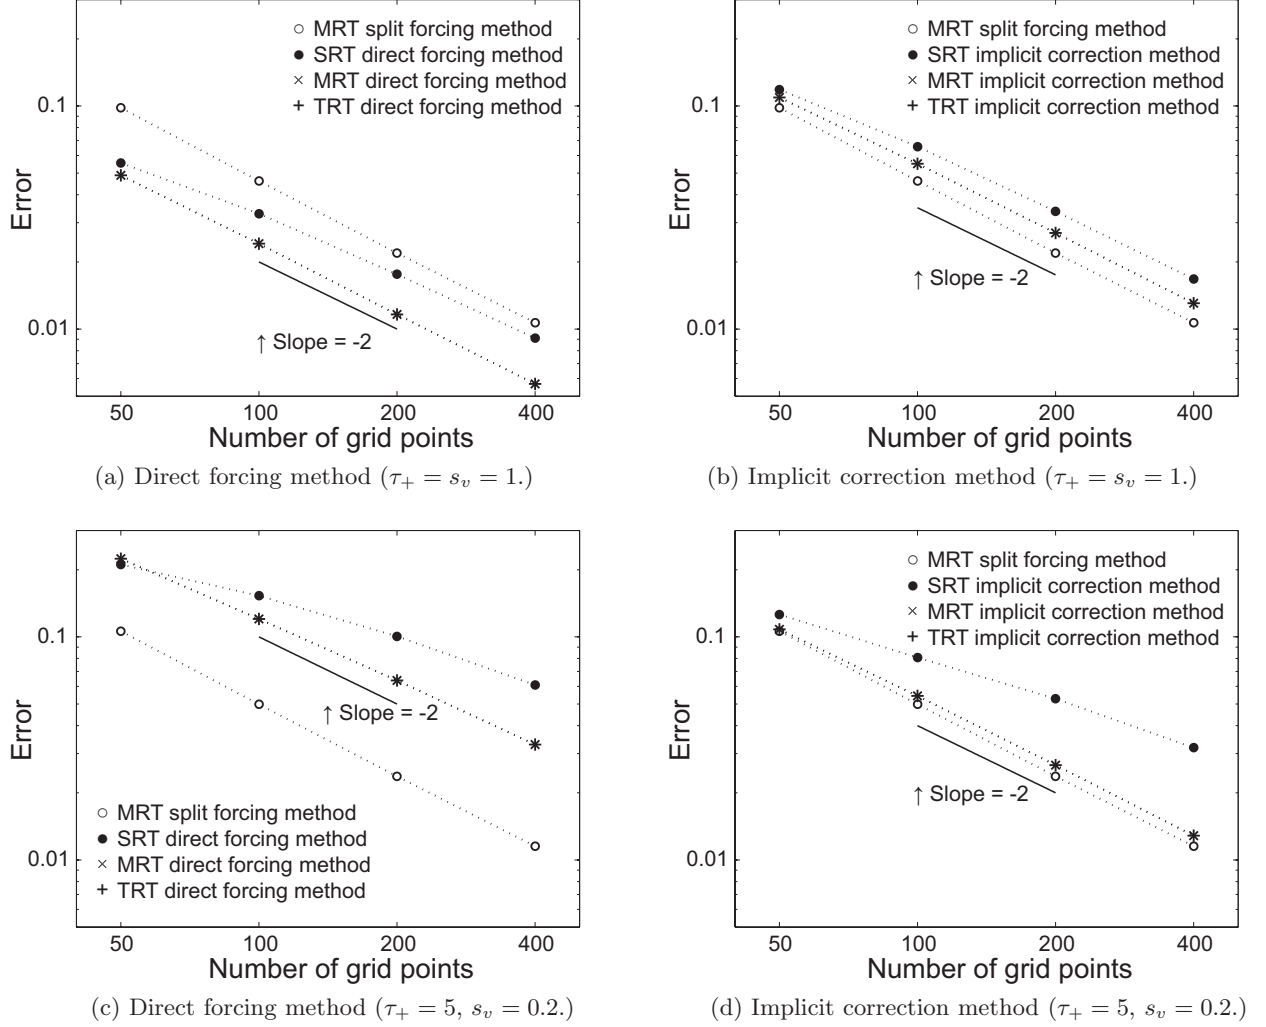 ○ MRT split forcing method
● SRT direct forcing method
× MRT direct forcing method
+ TRT direct forcing method
0.1
0.01
Error
↑ Slope = -2
50 100 200 400
Number of grid points
(a) Direct forcing method (τ₊ = sᵥ = 1.)
○ MRT split forcing method
● SRT implicit correction method
× MRT implicit correction method
+ TRT implicit correction method
0.1
0.01
Error
↑ Slope = -2
50 100 200 400
Number of grid points
(b) Implicit correction method (τ₊ = sᵥ = 1.)
0.1
0.01
Error
↑ Slope = -2
○ MRT split forcing method
● SRT direct forcing method
× MRT direct forcing method
+ TRT direct forcing method
50 100 200 400
Number of grid points
(c) Direct forcing method (τ₊ = 5, sᵥ = 0.2.)
○ MRT split forcing method
● SRT implicit correction method
× MRT implicit correction method
+ TRT implicit correction method
0.1
0.01
Error
↑ Slope = -2
50 100 200 400
Number of grid points
(d) Implicit correction method (τ₊ = 5, sᵥ = 0.2.)